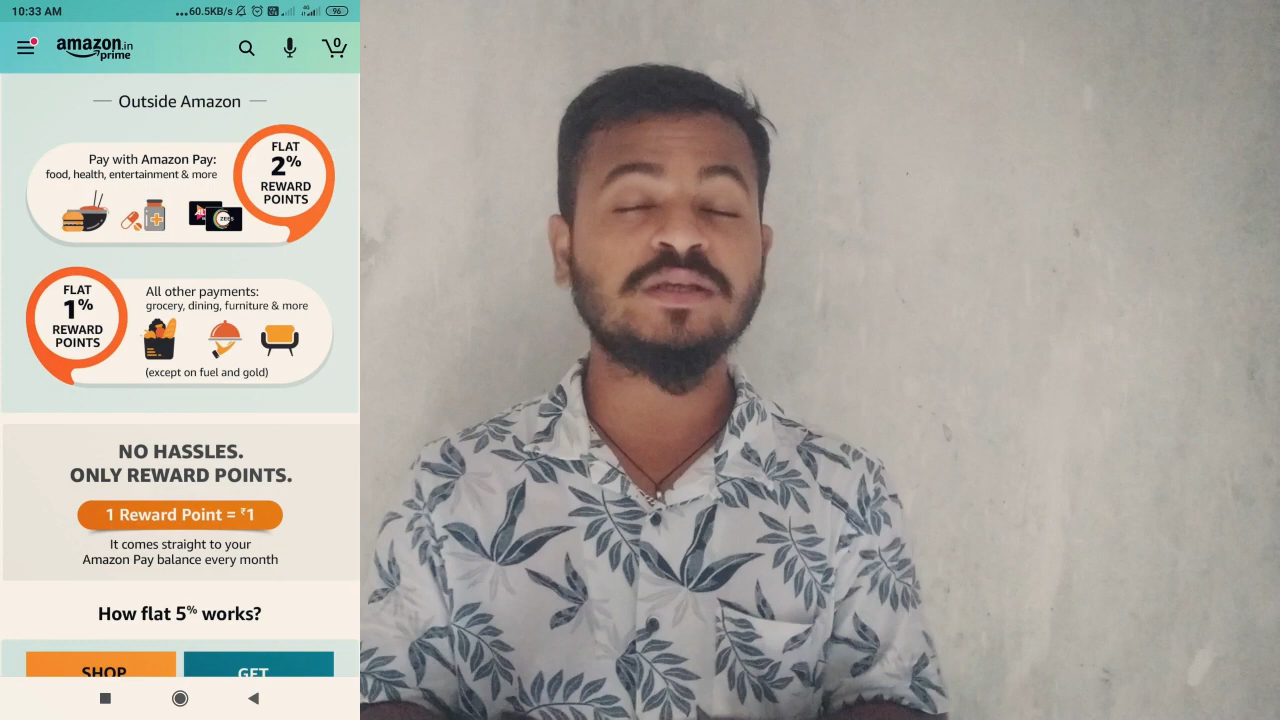 10:33 AM
...60.5KB/s
96
amazon.in
prime
0
Outside Amazon
Pay with Amazon Pay:
food, health, entertainment & more
FLAT
2%
REWARD
POINTS
FLAT
1%
REWARD
POINTS
All other payments:
grocery, dining, furniture & more
(except on fuel and gold)
NO HASSLES.
ONLY REWARD POINTS.
1 Reward Point = ₹1
It comes straight to your
Amazon Pay balance every month
How flat 5% works?
SHOP
GET